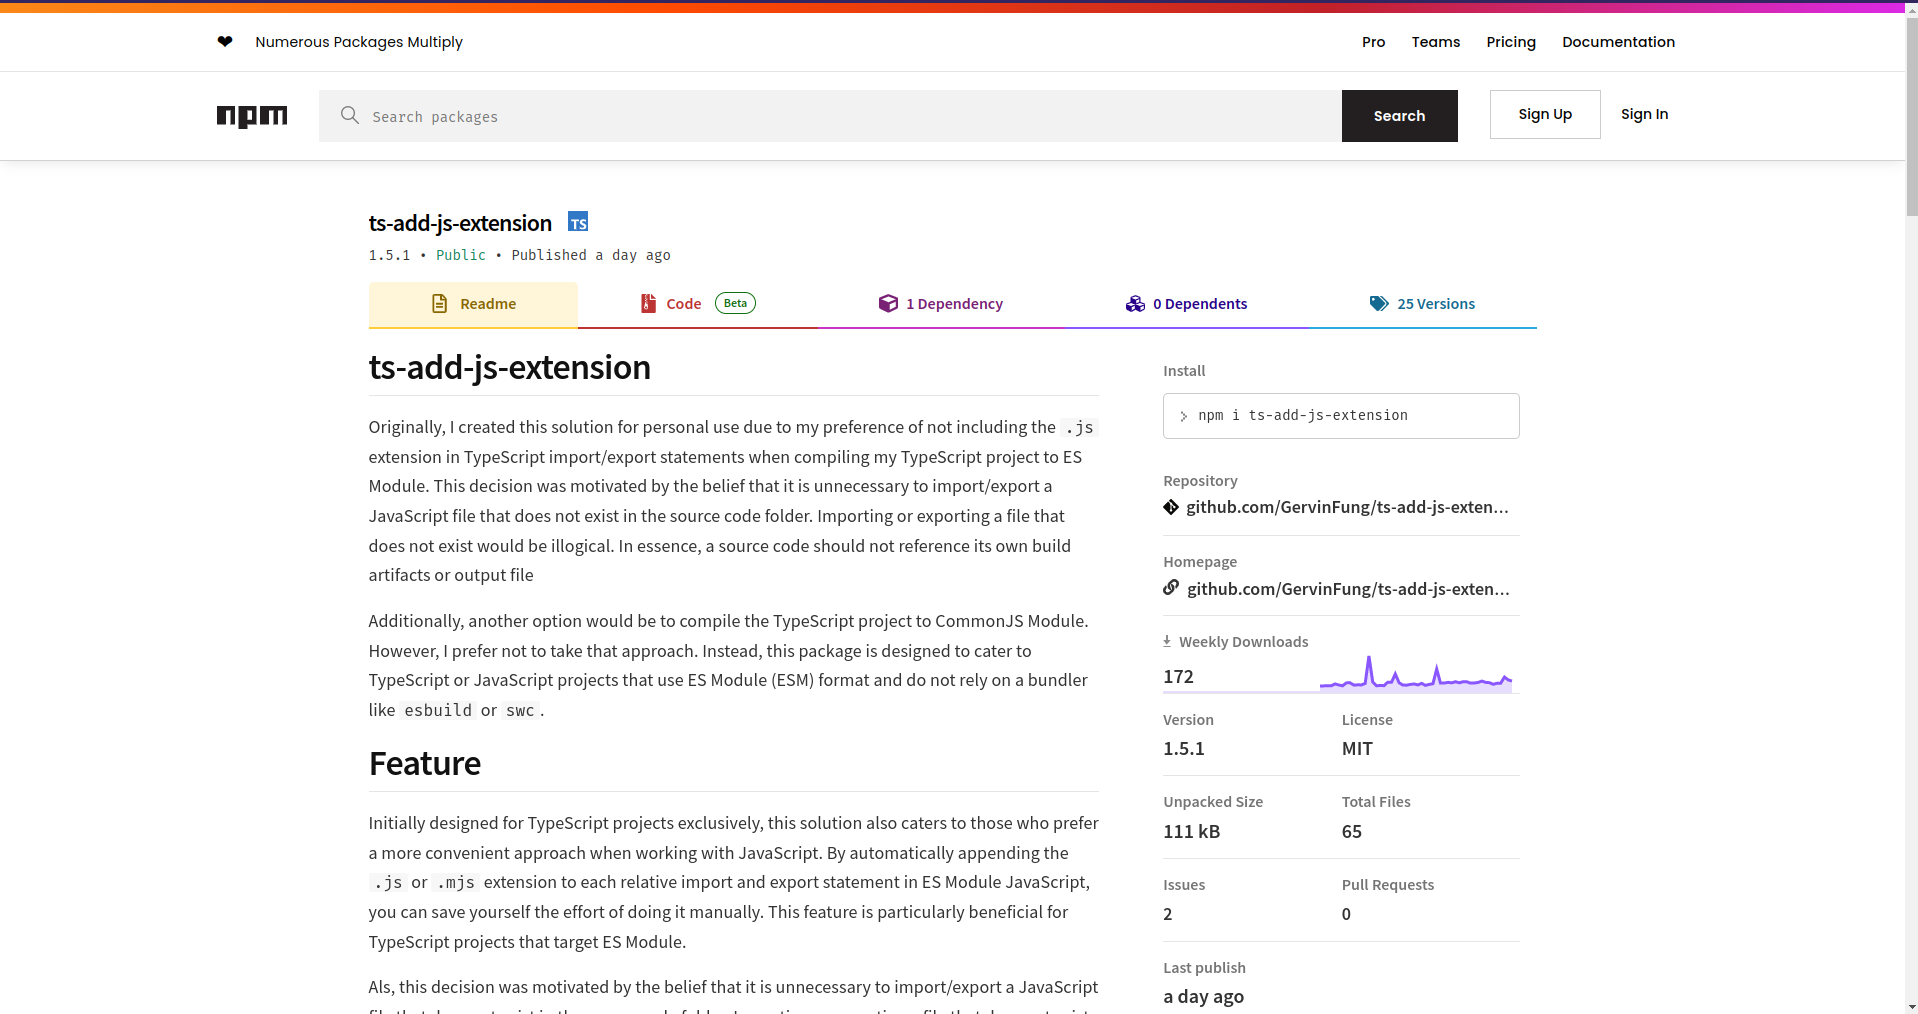 ❤ Numerous Packages Multiply
Pro Teams Pricing Documentation
npm
Search packages
Search
Sign Up
Sign In
ts-add-js-extension TS
1.5.1 • Public • Published a day ago
Readme
Code Beta
1 Dependency
0 Dependents
25 Versions
ts-add-js-extension
Originally, I created this solution for personal use due to my preference of not including the .js
extension in TypeScript import/export statements when compiling my TypeScript project to ES
Module. This decision was motivated by the belief that it is unnecessary to import/export a
JavaScript file that does not exist in the source code folder. Importing or exporting a file that
does not exist would be illogical. In essence, a source code should not reference its own build
artifacts or output file
Additionally, another option would be to compile the TypeScript project to CommonJS Module.
However, I prefer not to take that approach. Instead, this package is designed to cater to
TypeScript or JavaScript projects that use ES Module (ESM) format and do not rely on a bundler
like esbuild or swc .
Feature
Initially designed for TypeScript projects exclusively, this solution also caters to those who prefer
a more convenient approach when working with JavaScript. By automatically appending the
.js or .mjs extension to each relative import and export statement in ES Module JavaScript,
you can save yourself the effort of doing it manually. This feature is particularly beneficial for
TypeScript projects that target ES Module.
Als, this decision was motivated by the belief that it is unnecessary to import/export a JavaScript
Install
npm i ts-add-js-extension
Repository
github.com/GervinFung/ts-add-js-exten...
Homepage
github.com/GervinFung/ts-add-js-exten...
Weekly Downloads
172
Version License
1.5.1 MIT
Unpacked Size Total Files
111 kB 65
Issues Pull Requests
2 0
Last publish
a day ago